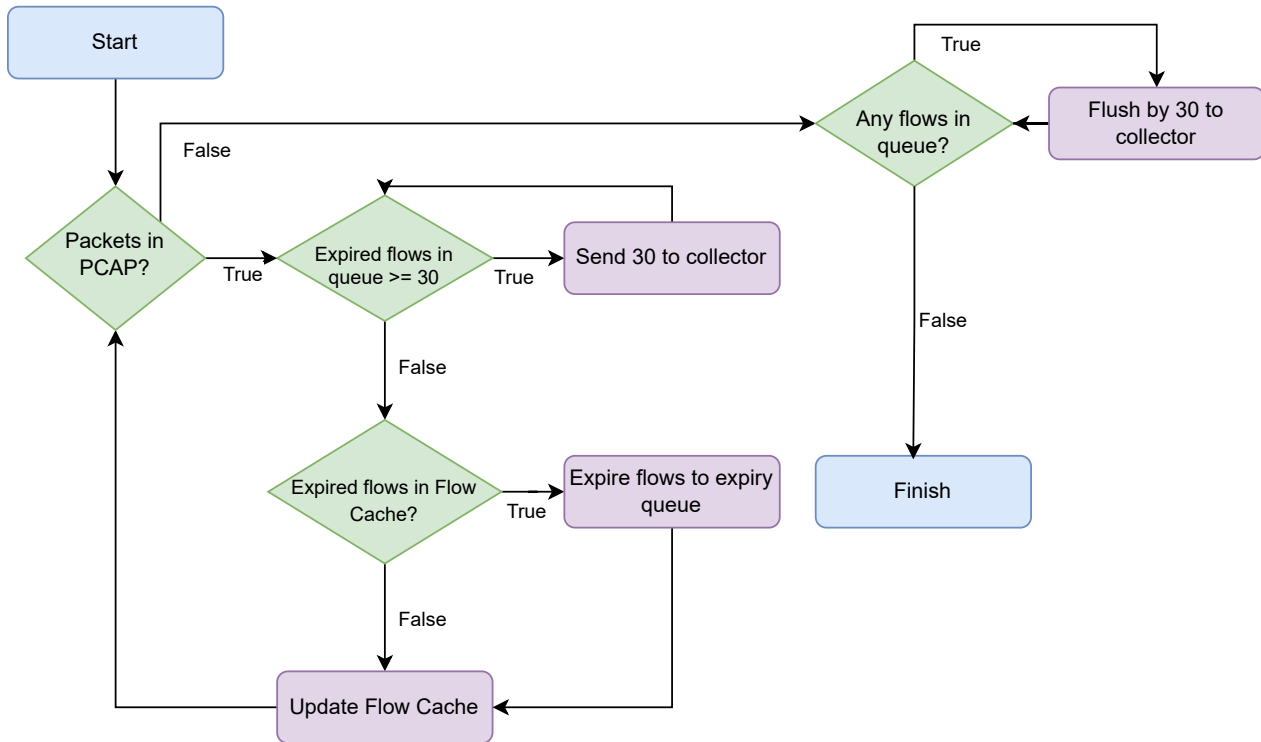 Start
True
Any flows in
queue?
Flush by 30 to
collector
False
Packets in
PCAP?
True
Expired flows in
queue >= 30
True
Send 30 to collector
False
False
Expired flows in Flow
Cache?
True
Expire flows to expiry
queue
Finish
False
Update Flow Cache